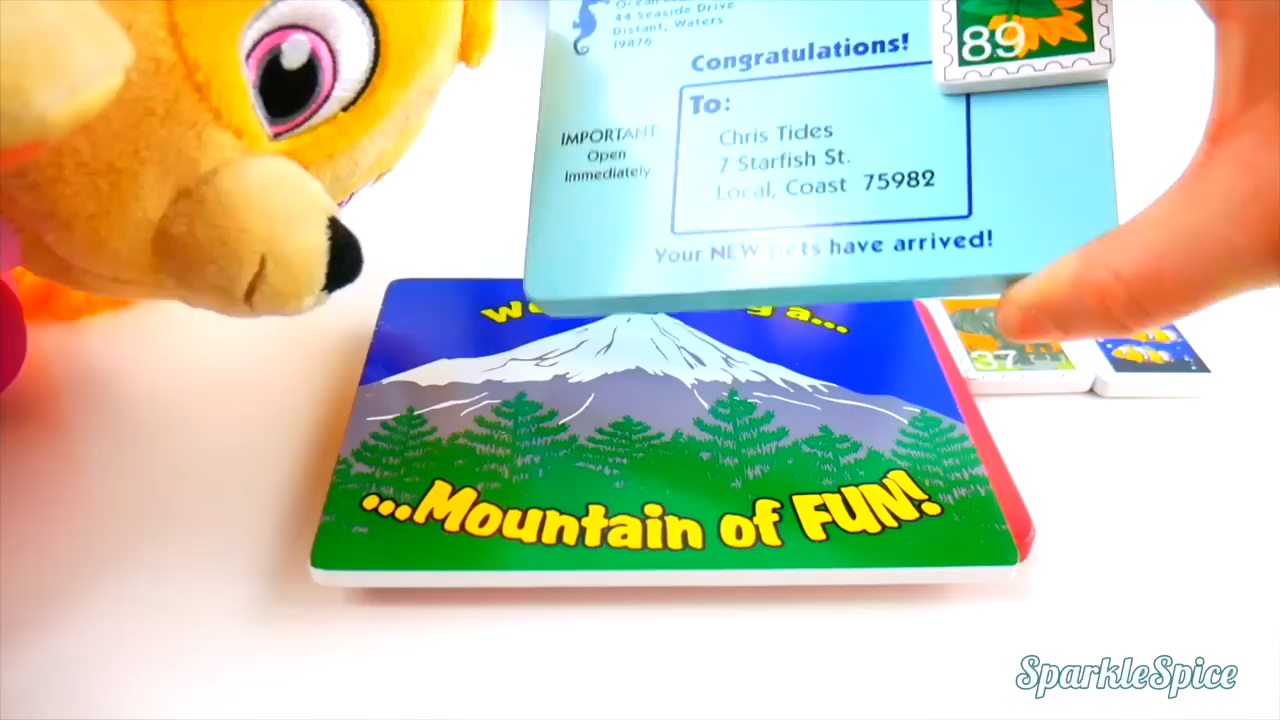 44 Seaside Drive
Distant, Waters
19876
89
Congratulations!
To:
Chris Tides
7 Starfish St.
Local, Coast 75982
IMPORTANT
Open
Immediately
Your NEW pets have arrived!
a...
37
...Mountain of FUN!
SparkleSpice